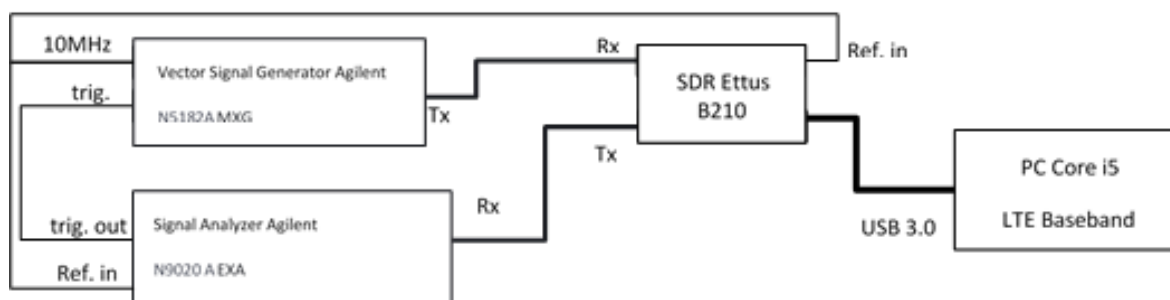 10MHz
Vector Signal Generator Agilent
N5182A MXG
trig.
Tx
Rx
SDR Ettus
B210
Ref. in
Tx
Signal Analyzer Agilent
N9020 A EXA
trig. out
Ref. in
Rx
USB 3.0
PC Core i5
LTE Baseband